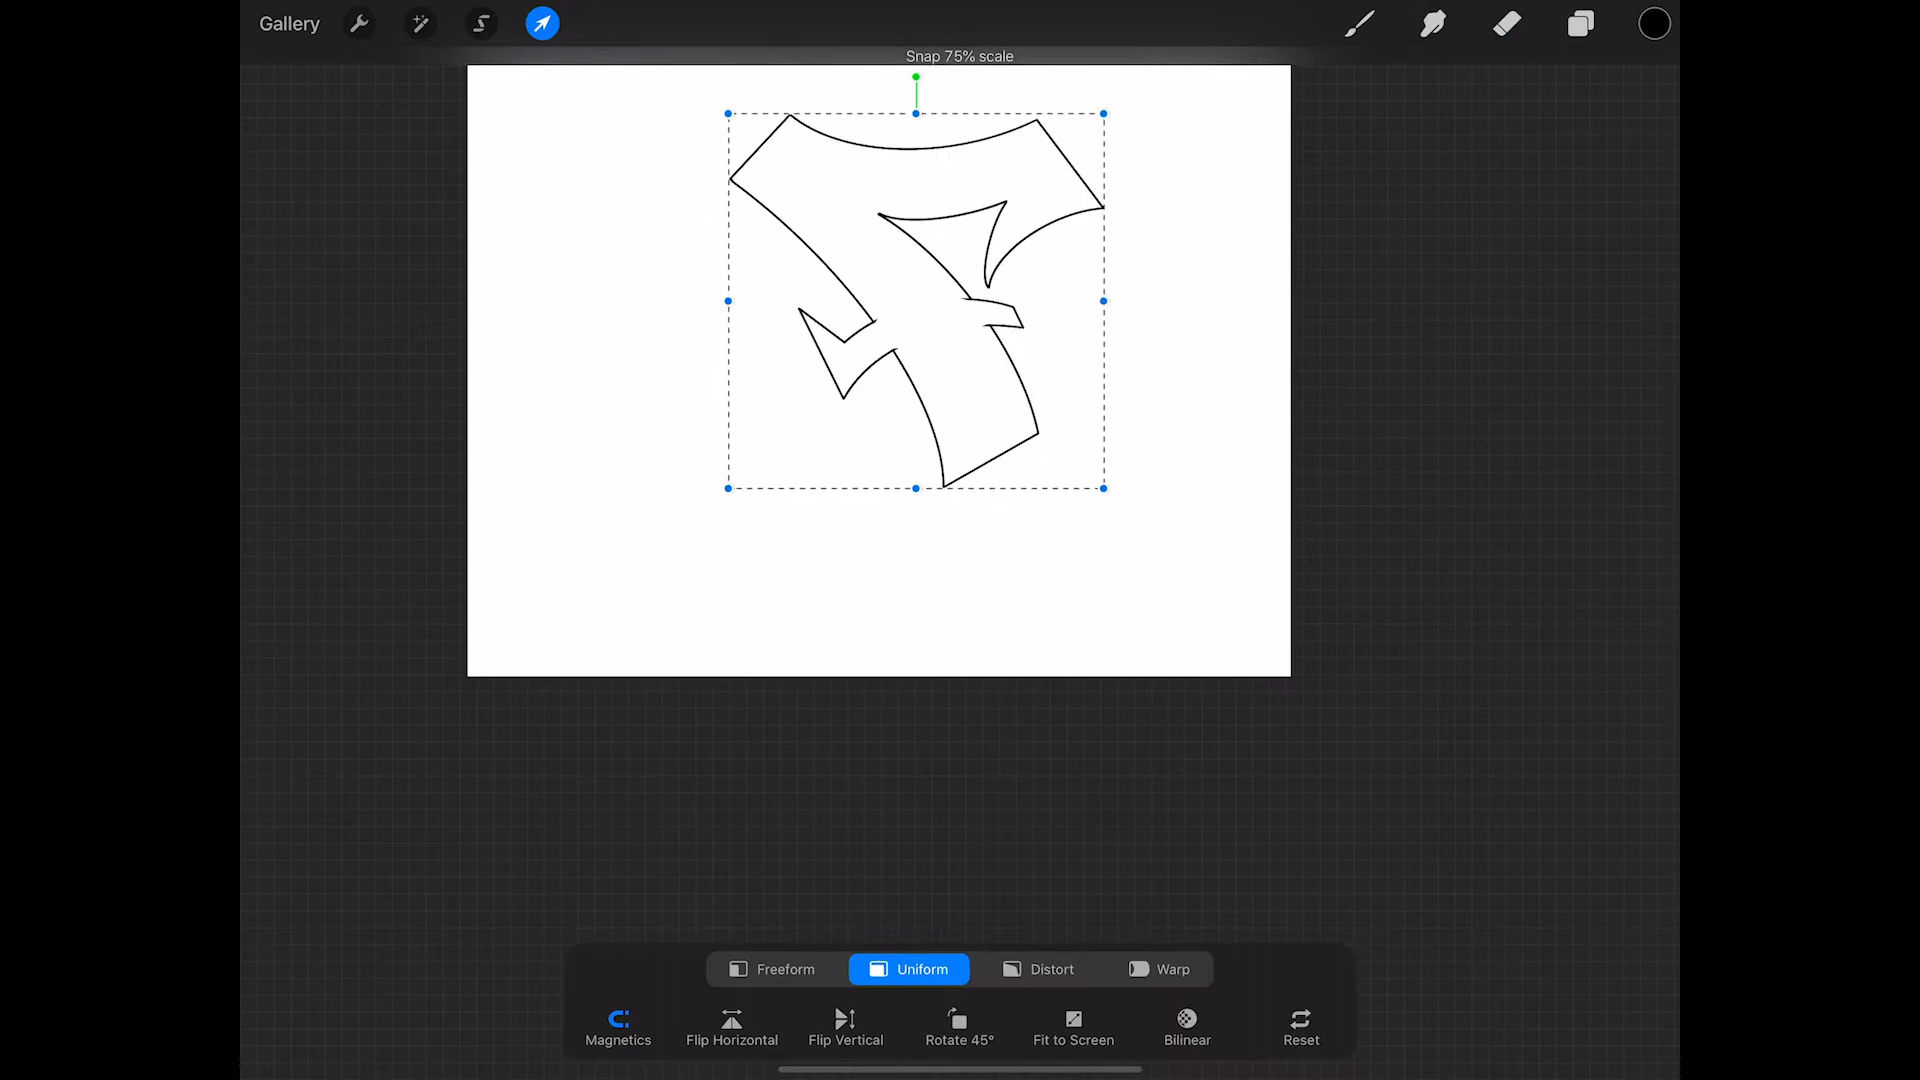 Gallery
Snap 75% scale
F
Freeform Uniform Distort Warp
Magnetics Flip Horizontal Flip Vertical Rotate 45° Fit to Screen Bilinear Reset